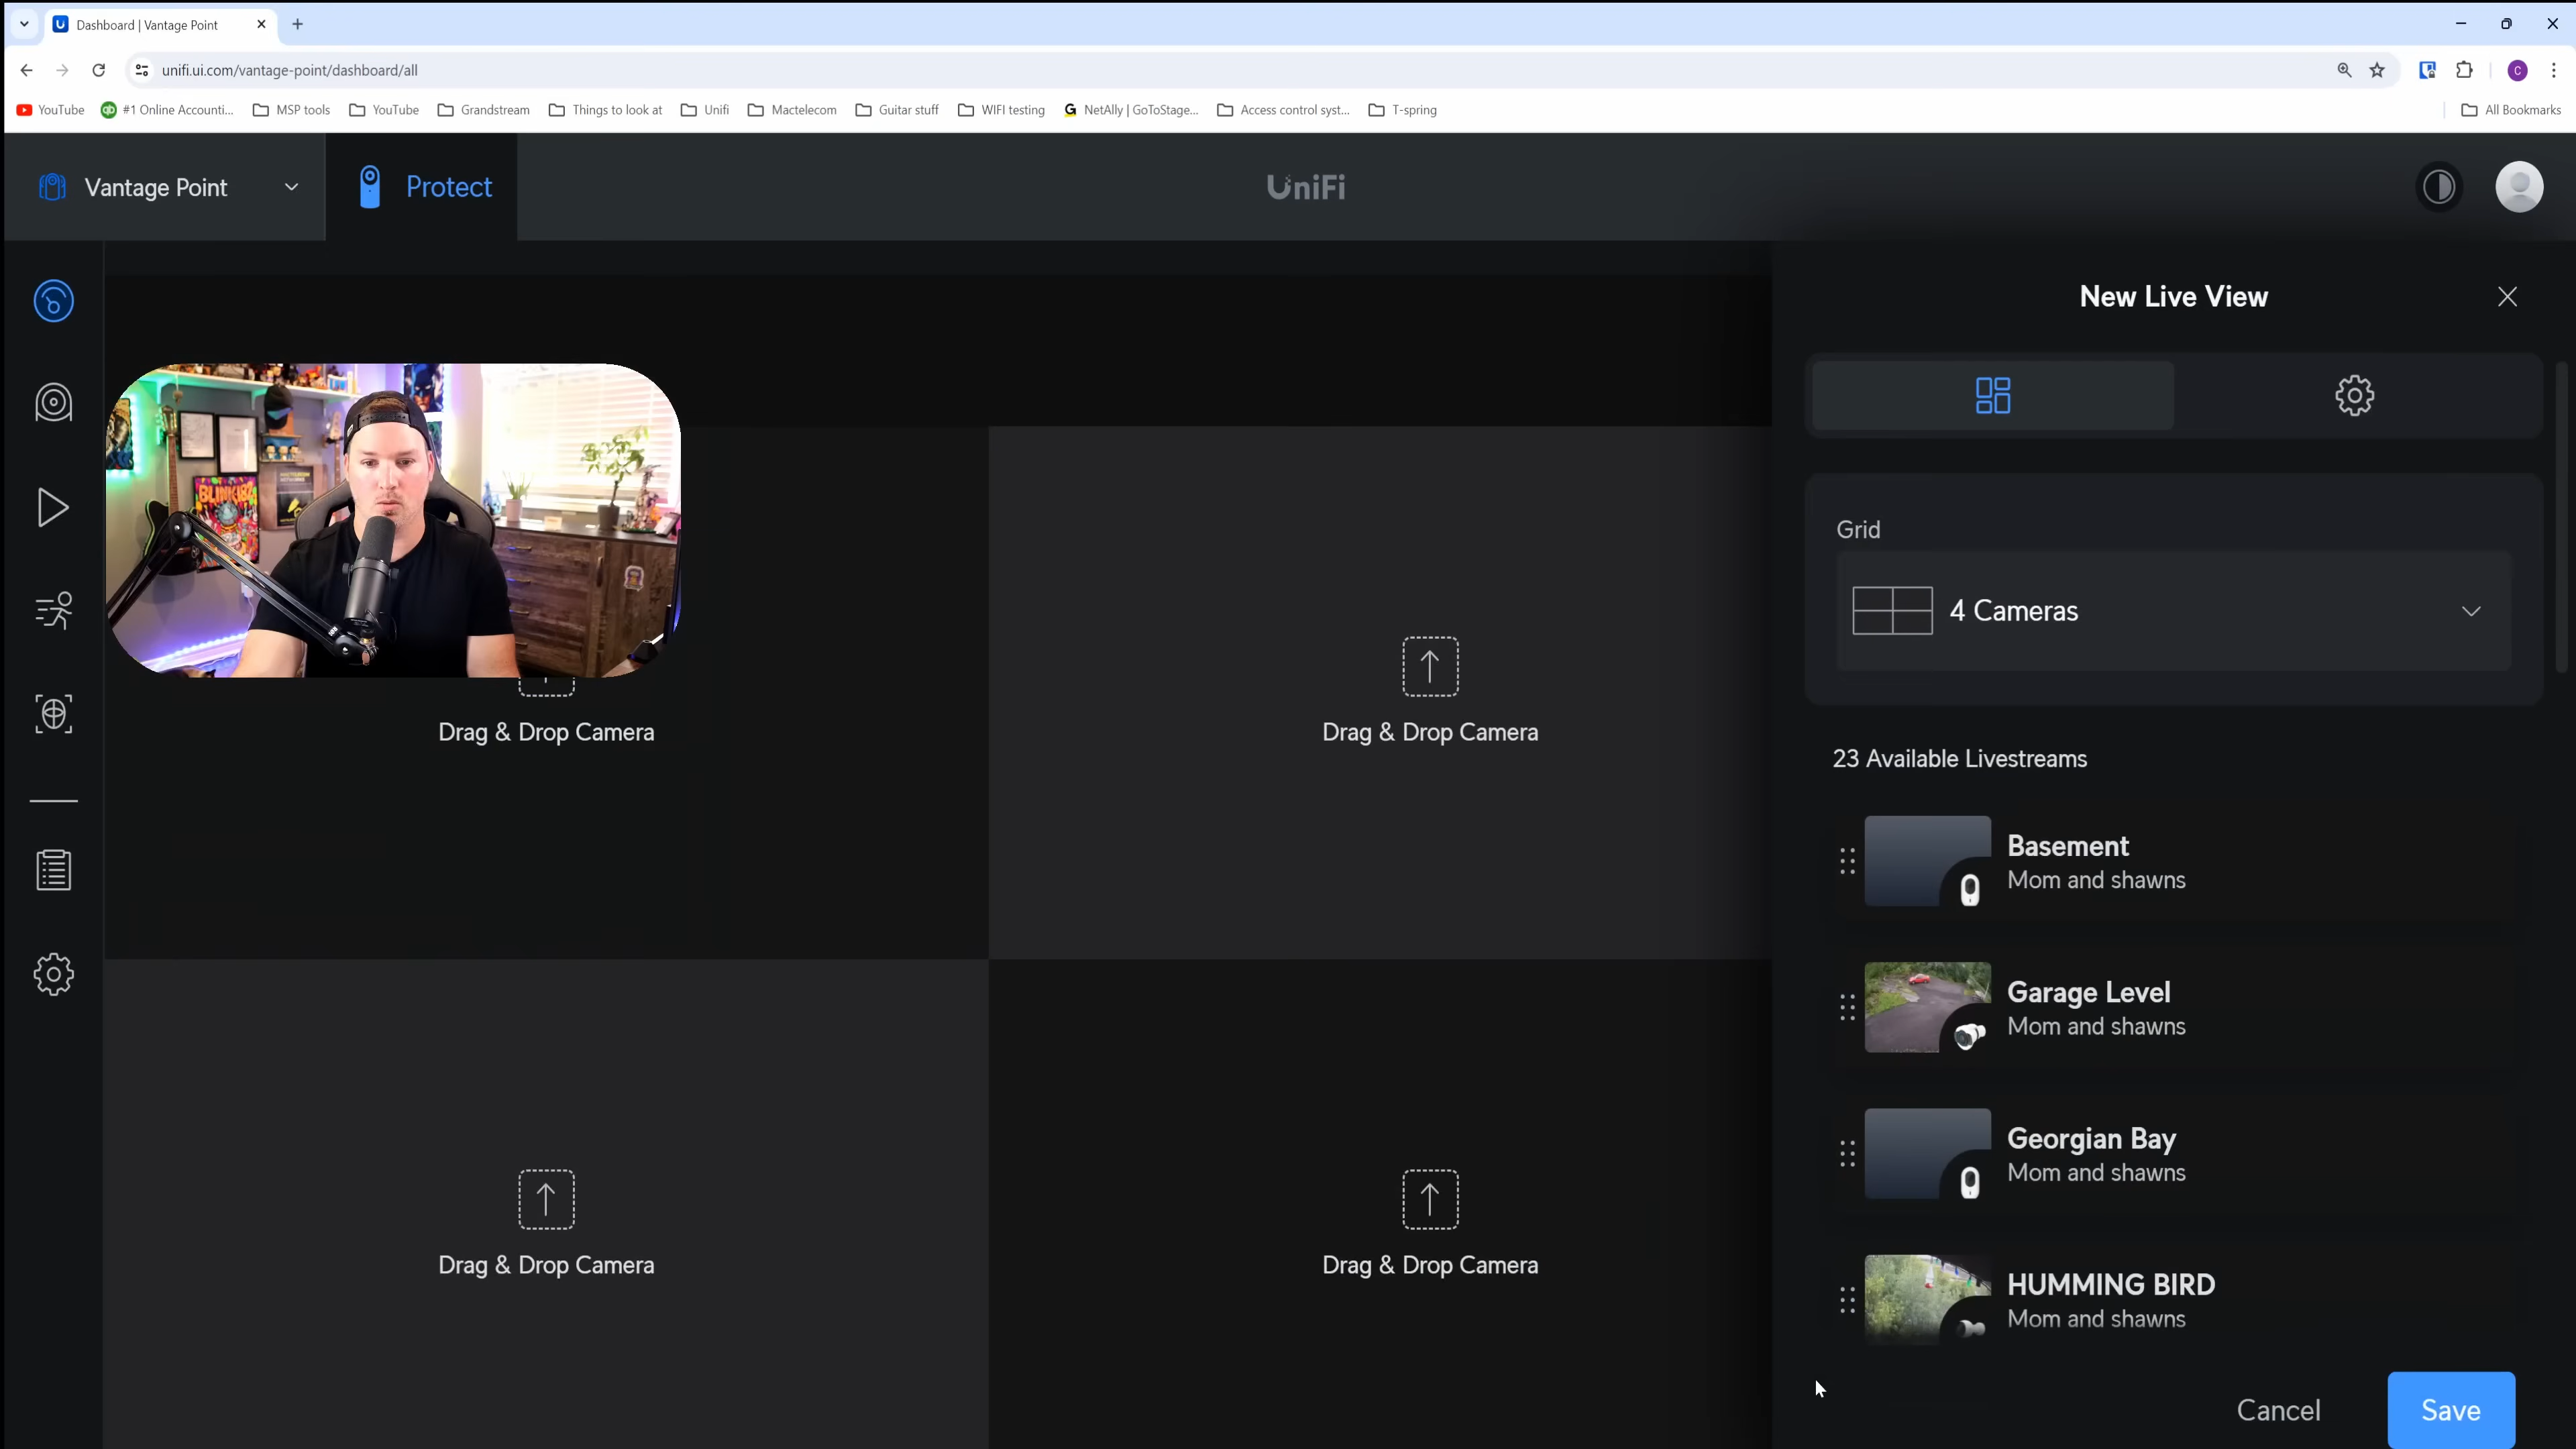 Dashboard | Vantage Point
unifi.ui.com/vantage-point/dashboard/all
C
YouTube
#1 Online Accounti...
MSP tools
YouTube
Grandstream
Things to look at
Unifi
Mactelecom
Guitar stuff
WIFI testing
NetAlly | GoToStage...
Access control syst...
T-spring
All Bookmarks
Vantage Point
Protect
UniFi
New Live View
BLINK182
Grid
4 Cameras
Drag & Drop Camera
Drag & Drop Camera
23 Available Livestreams
Basement
Mom and shawns
Garage Level
Mom and shawns
Georgian Bay
Mom and shawns
Drag & Drop Camera
Drag & Drop Camera
HUMMING BIRD
Mom and shawns
Cancel
Save